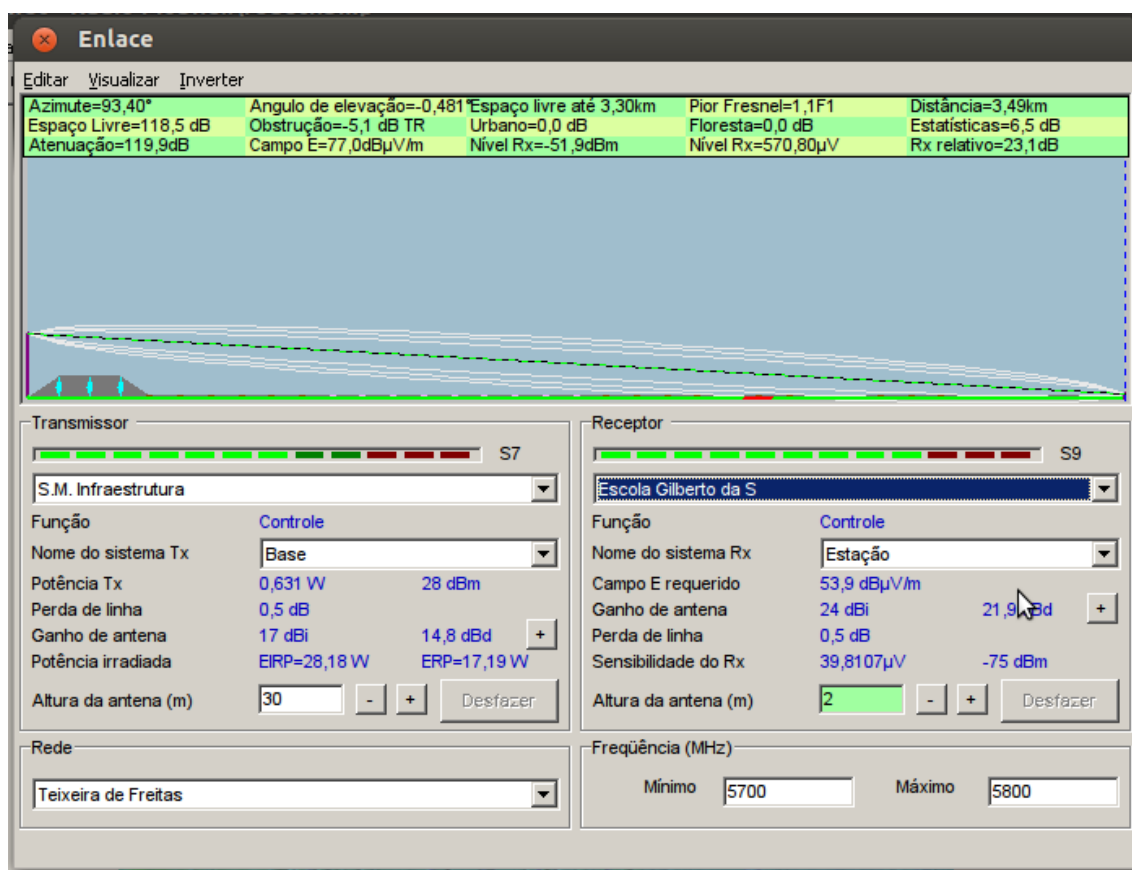 Enlace
Editar Visualizar Inverter
Azimute=93,40° Angulo de elevação=-0,481° Espaço livre até 3,30km Pior Fresnel=1,1F1 Distância=3,49km
Espaço Livre=118,5 dB Obstrução=-5,1 dB TR Urbano=0,0 dB Floresta=0,0 dB Estatísticas=6,5 dB
Atenuação=119,9dB Campo E=77,0dBµV/m Nível Rx=-51,9dBm Nível Rx=570,80µV Rx relativo=23,1dB
Transmissor
S7
S.M. Infraestrutura
Função Controle
Nome do sistema Tx Base
Potência Tx 0,631 W 28 dBm
Perda de linha 0,5 dB
Ganho de antena 17 dBi 14,8 dBd +
Potência irradiada EIRP=28,18 W ERP=17,19 W
Altura da antena (m) 30 - + Desfazer
Rede
Teixeira de Freitas
Receptor
S9
Escola Gilberto da S
Função Controle
Nome do sistema Rx Estação
Campo E requerido 53,9 dBµV/m
Ganho de antena 24 dBi 21,9 +
Perda de linha 0,5 dB
Sensibilidade do Rx 39,8107µV -75 dBm
Altura da antena (m) 2 - + Desfazer
Freqüência (MHz)
Mínimo 5700 Máximo 5800